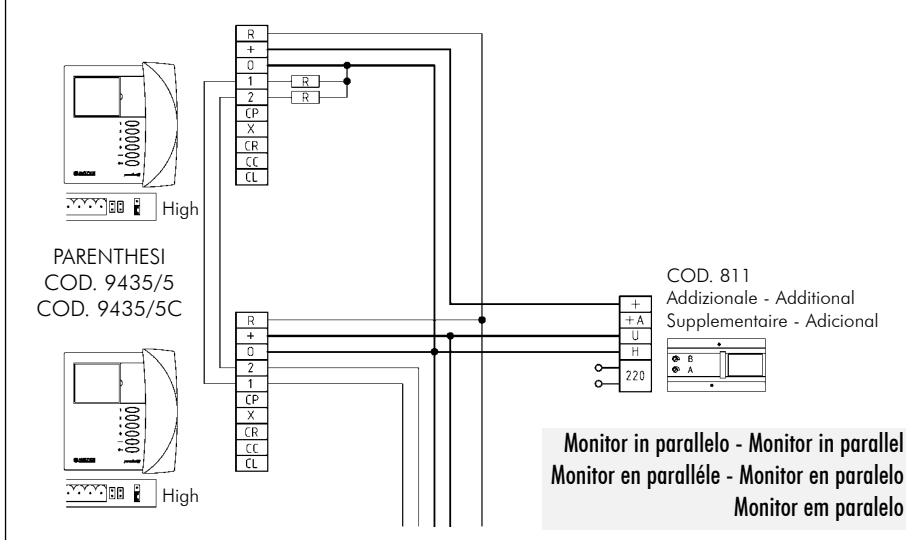 R
+
0
1
2
CP
X
CR
CC
CL
R
R
High
PARENTHESI
COD. 9435/5
COD. 9435/5C
R
+
0
2
1
CP
X
CR
CC
CL
High
+
+A
U
H
220
COD. 811
Addizionale - Additional
Supplementaire - Adicional
B
A
Monitor in parallelo - Monitor in parallel
Monitor en paralléle - Monitor en paralelo
Monitor em paralelo